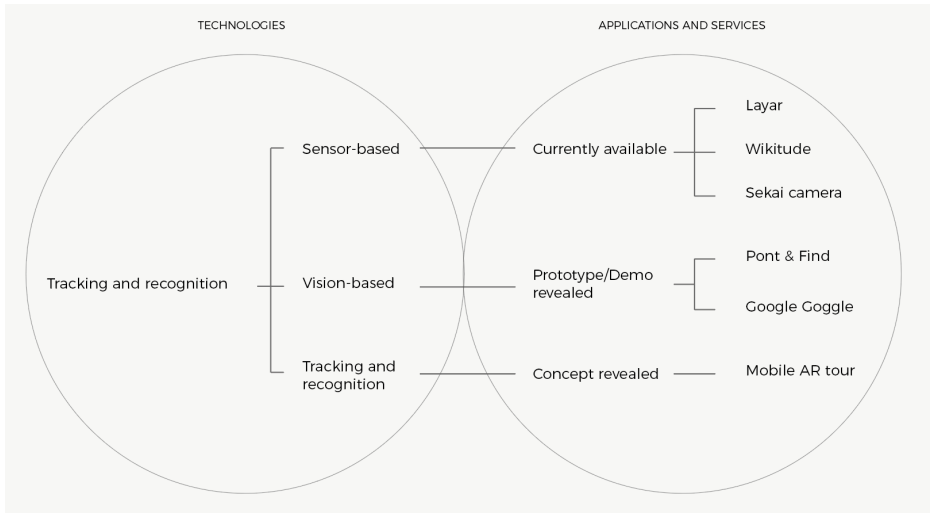 TECHNOLOGIES
APPLICATIONS AND SERVICES
Tracking and recognition
Sensor-based
Vision-based
Tracking and
recognition
Currently available
Prototype/Demo
revealed
Concept revealed
Layar
Wikitude
Sekai camera
Pont & Find
Google Goggle
Mobile AR tour